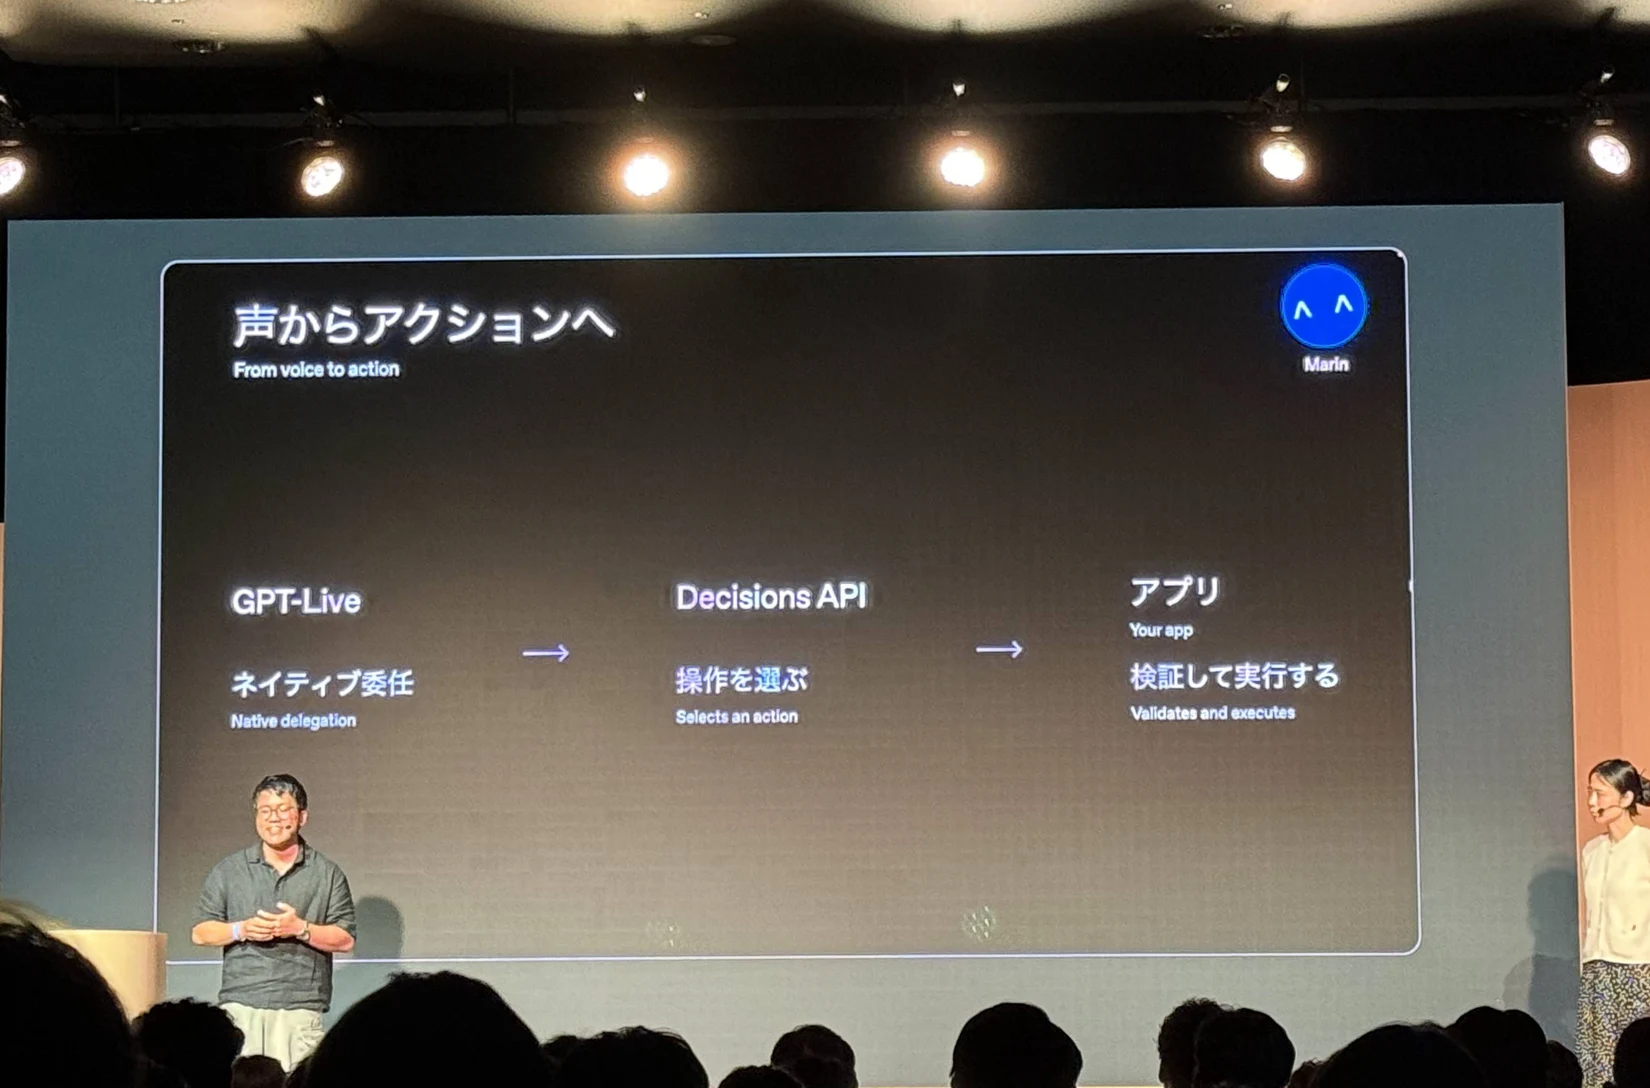 声からアクションへ
From voice to action
Marin
GPT-Live
ネイティブ委任
Native delegation
Decisions API
操作を選ぶ
Selects an action
アプリ
Your app
検証して実行する
Validates and executes